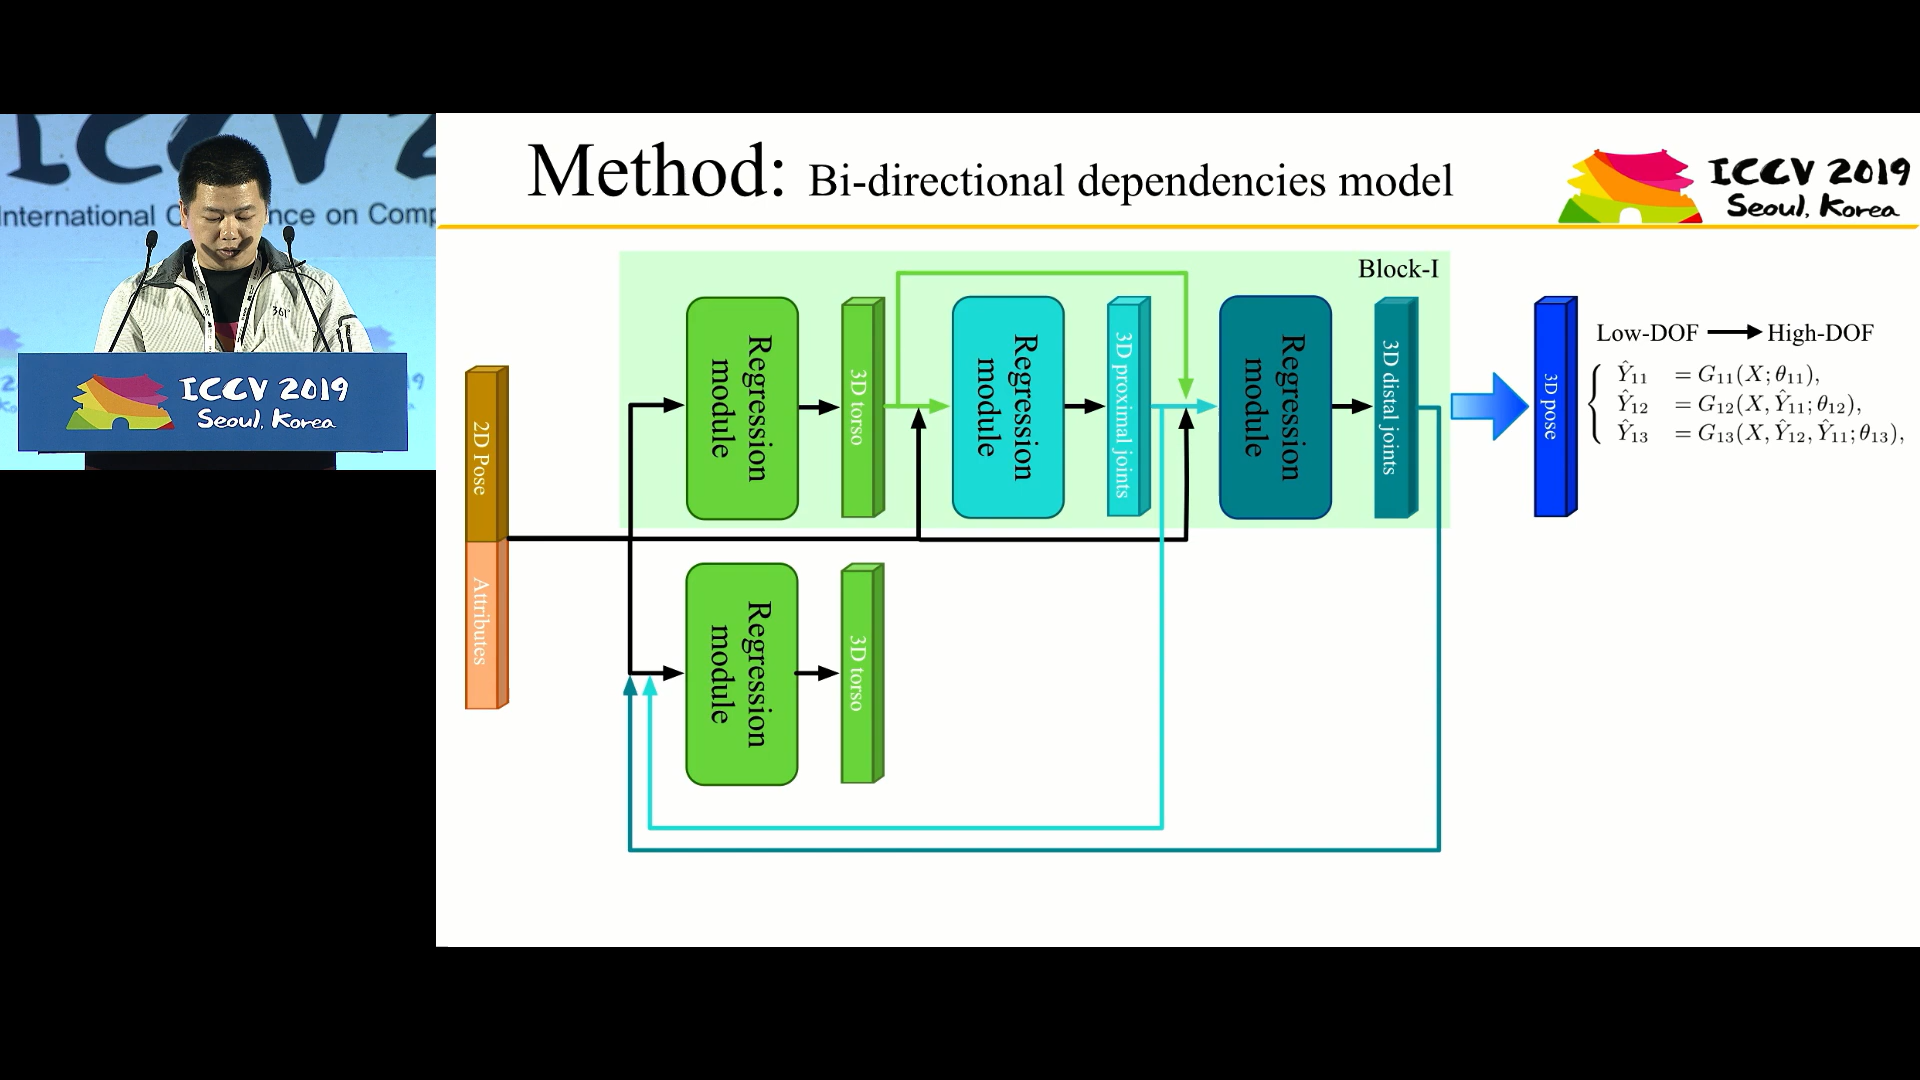 ICCV 2
International C nce on Comp
361°
ICCV 2019
Seoul, Korea
Method: Bi-directional dependencies model
ICCV 2019
Seoul, Korea
Block-I
2D Pose
Attributes
Regression
module
3D torso
Regression
module
3D proximal joints
Regression
module
3D distal joints
3D pose
Low-DOF High-DOF
Ŷ₁₁ = G₁₁(X; θ₁₁),
Ŷ₁₂ = G₁₂(X, Ŷ₁₁; θ₁₂),
Ŷ₁₃ = G₁₃(X, Ŷ₁₂, Ŷ₁₁; θ₁₃),
Regression
module
3D torso